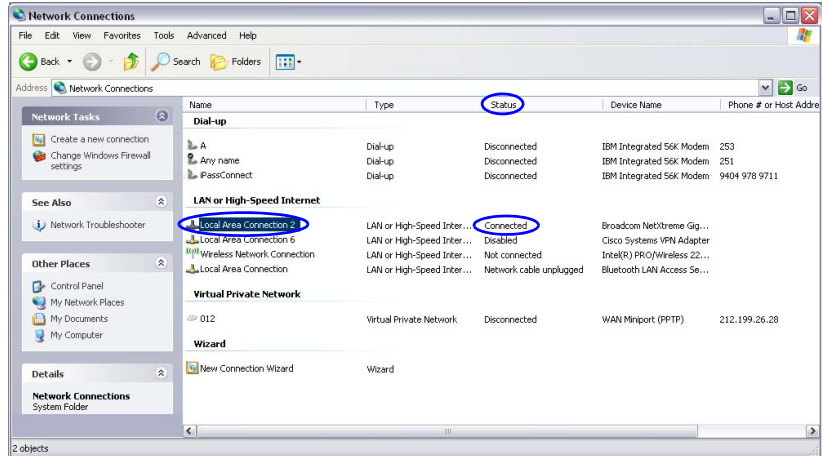 Network Connections
File Edit View Favorites Tools Advanced Help
Back Search Folders
Address Network Connections Go
Name Type Status Device Name Phone # or Host Addre
Network Tasks
Create a new connection
Change Windows Firewall
settings
See Also
Network Troubleshooter
Other Places
Control Panel
My Network Places
My Documents
My Computer
Details
Network Connections
System Folder
Dial-up
A Dial-up Disconnected IBM Integrated 56K Modem 253
Any name Dial-up Disconnected IBM Integrated 56K Modem 251
iPassConnect Dial-up Disconnected IBM Integrated 56K Modem 9404 978 9711
LAN or High-Speed Internet
Local Area Connection 2 LAN or High-Speed Inter... Connected Broadcom NetXtreme Gig...
Local Area Connection 6 LAN or High-Speed Inter... Disabled Cisco Systems VPN Adapter
Wireless Network Connection LAN or High-Speed Inter... Not connected Intel(R) PRO/Wireless 22...
Local Area Connection LAN or High-Speed Inter... Network cable unplugged Bluetooth LAN Access Se...
Virtual Private Network
012 Virtual Private Network Disconnected WAN Miniport (PPTP) 212.199.26.28
Wizard
New Connection Wizard Wizard
2 objects